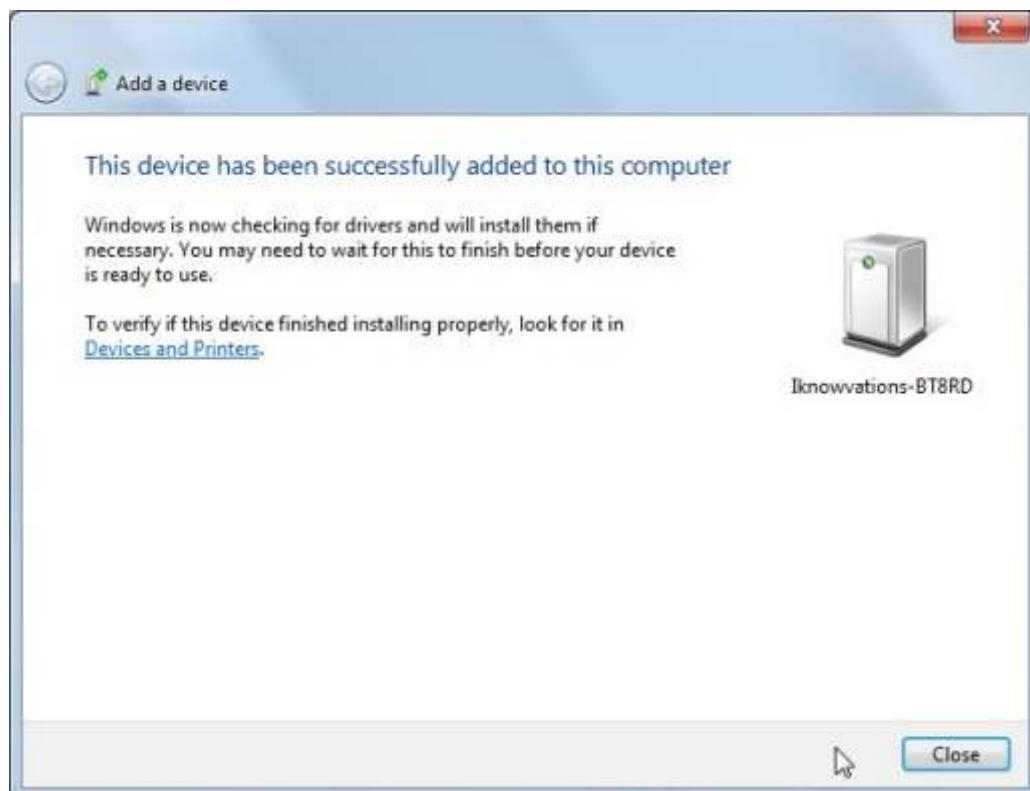 Add a device
This device has been successfully added to this computer
Windows is now checking for drivers and will install them if
necessary. You may need to wait for this to finish before your device
is ready to use.
To verify if this device finished installing properly, look for it in
Devices and Printers.
Iknowvations-BT8RD
Close